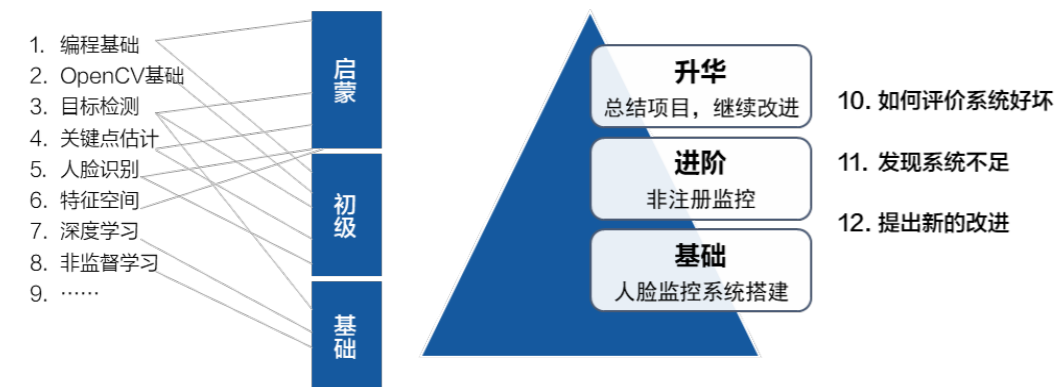 1. 编程基础
2. OpenCV基础
3. 目标检测
4. 关键点估计
5. 人脸识别
6. 特征空间
7. 深度学习
8. 非监督学习
9. ……
启蒙
初级
基础
升华
总结项目，继续改进
进阶
非注册监控
基础
人脸监控系统搭建
10. 如何评价系统好坏
11. 发现系统不足
12. 提出新的改进